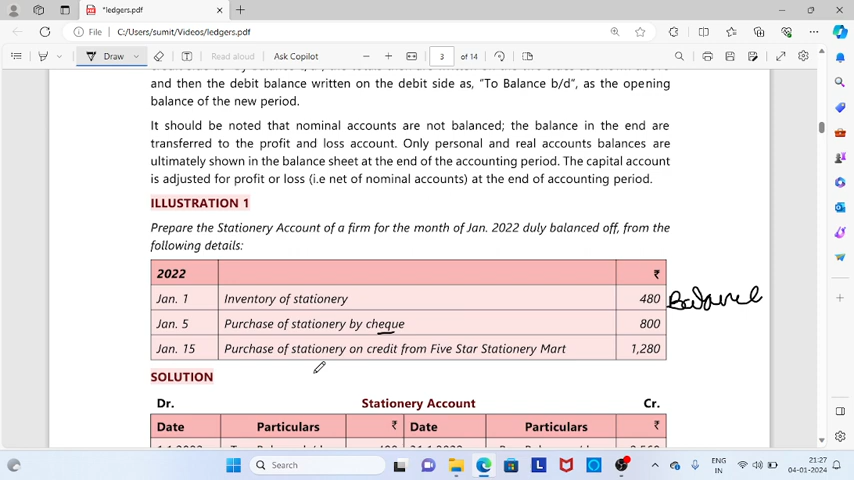 *ledgers.pdf
File
C:/Users/sumit/Videos/ledgers.pdf
Draw
Read aloud
Ask Copilot
3
of 14
and then the debit balance written on the debit side as, "To Balance b/d", as the opening
balance of the new period.
It should be noted that nominal accounts are not balanced; the balance in the end are
transferred to the profit and loss account. Only personal and real accounts balances are
ultimately shown in the balance sheet at the end of the accounting period. The capital account
is adjusted for profit or loss (i.e net of nominal accounts) at the end of accounting period.
ILLUSTRATION 1
Prepare the Stationery Account of a firm for the month of Jan. 2022 duly balanced off, from the
following details:
2022 ₹
Jan. 1 Inventory of stationery 480 Balance
Jan. 5 Purchase of stationery by cheque 800
Jan. 15 Purchase of stationery on credit from Five Star Stationery Mart 1,280
SOLUTION
Dr. Stationery Account Cr.
Date Particulars ₹ Date Particulars ₹
Search
L
ENG
IN
21:27
04-01-2024